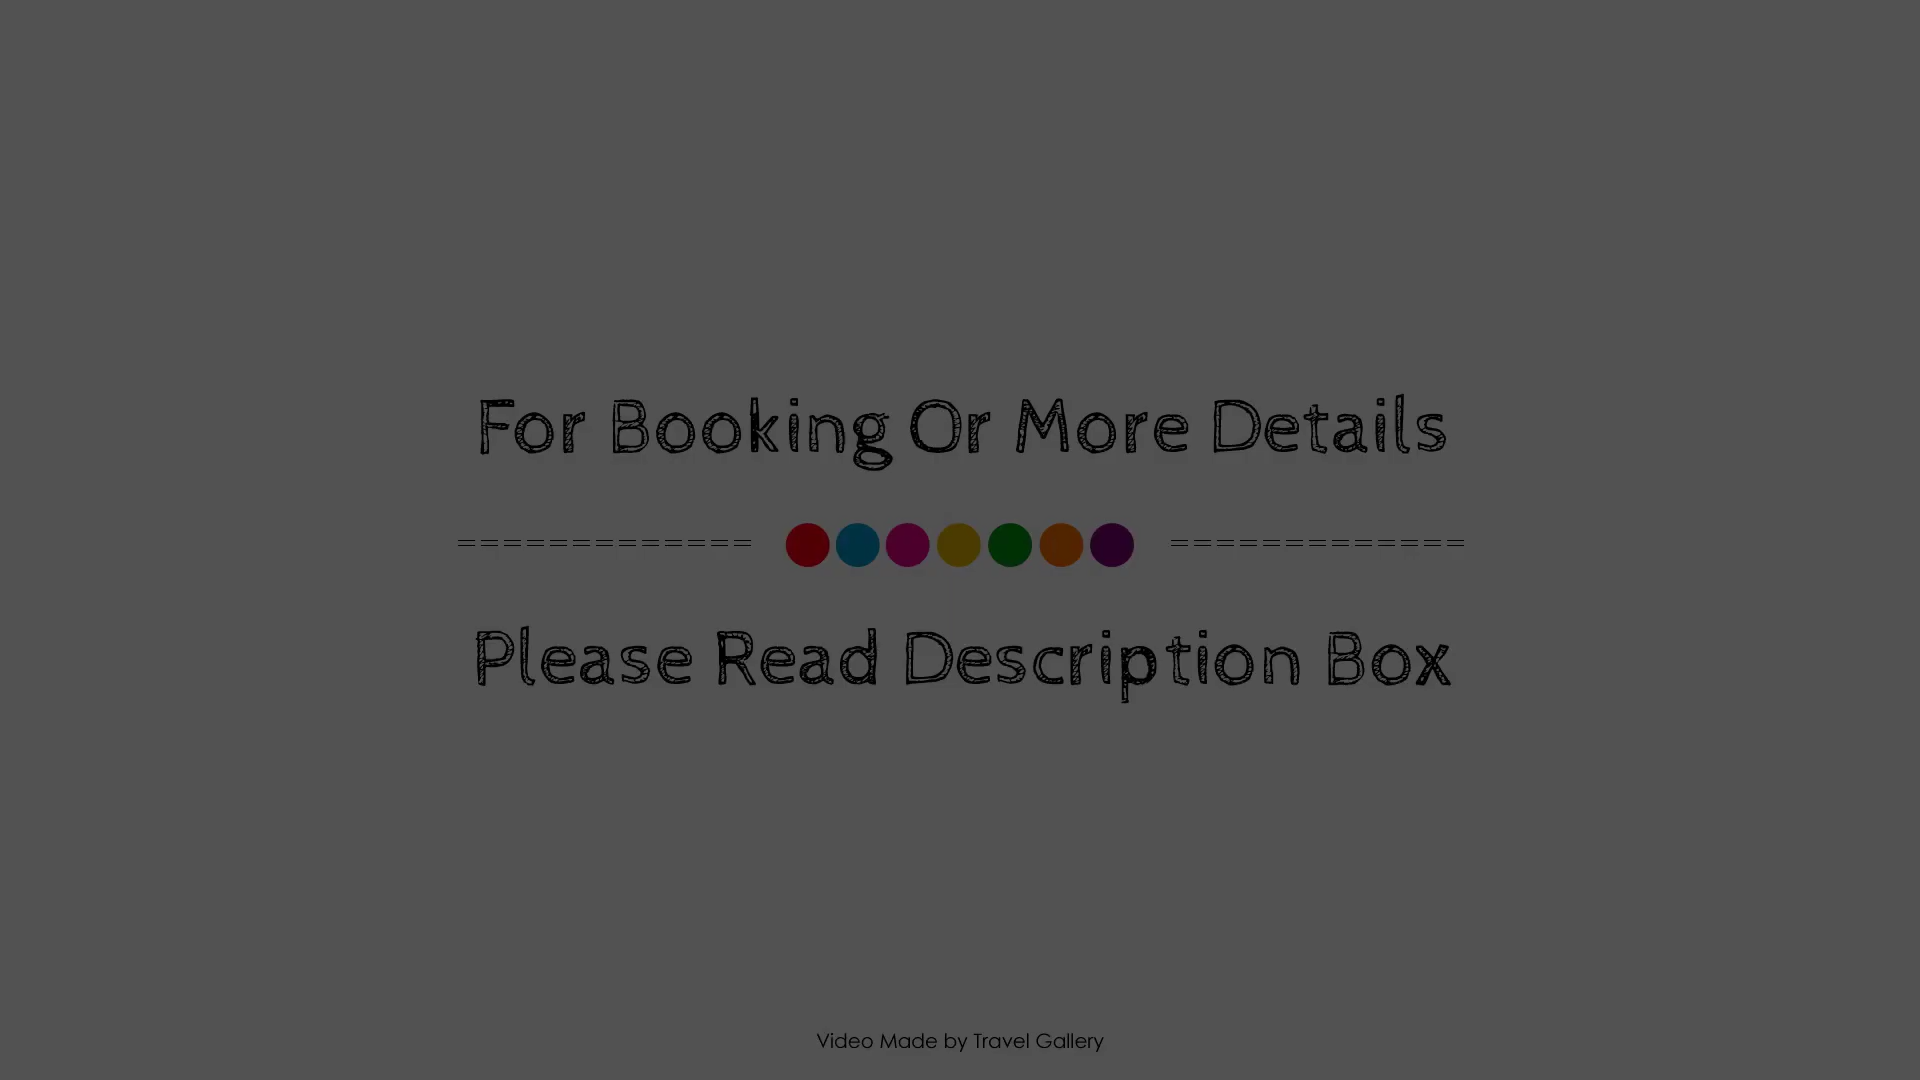 For Booking Or More Details
============= =============
Please Read Description Box
Video Made by Travel Gallery